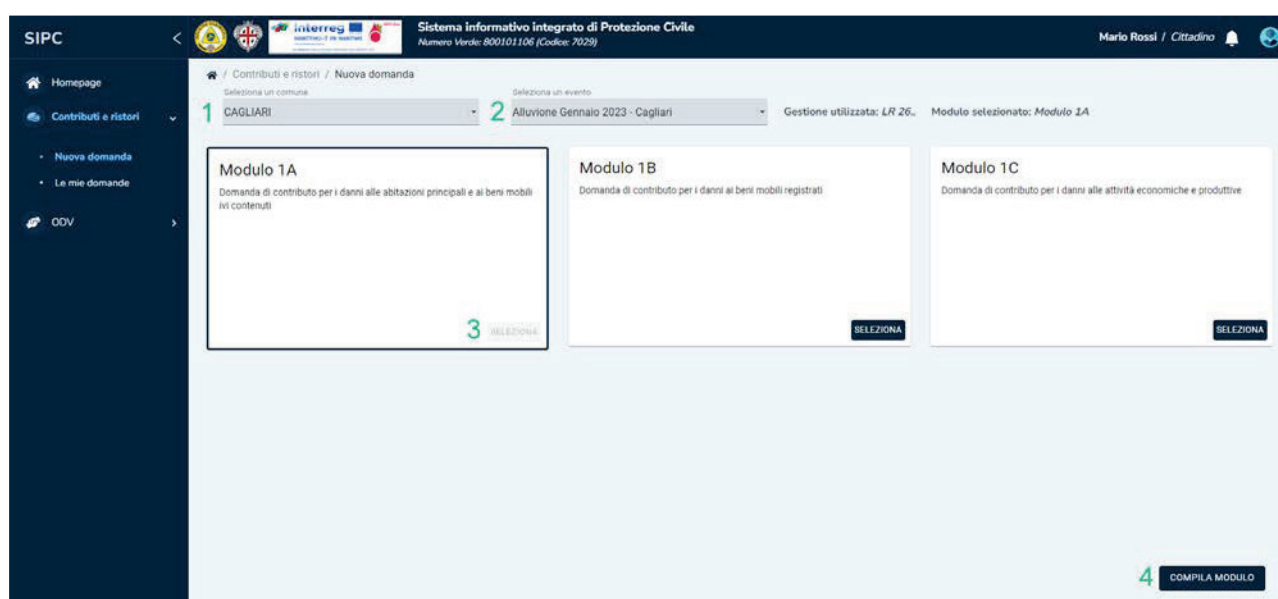 SIPC <
Interreg
Sistema informativo integrato di Protezione Civile
Numero Verde: 800101106 (Codice: 7029)
Mario Rossi / Cittadino
Homepage
Contributi e ristori
Nuova domanda
Le mie domande
ODV >
/ Contributi e ristori / Nuova domanda
Seleziona un comune
1 CAGLIARI
Seleziona un evento
2 Alluvione Gennaio 2023 - Cagliari
Gestione utilizzata: LR 26..
Modulo selezionato: Modulo 1A
Modulo 1A
Domanda di contributo per i danni alle abitazioni principali e ai beni mobili
ivi contenuti
3 SELEZIONA
Modulo 1B
Domanda di contributo per i danni ai beni mobili registrati
SELEZIONA
Modulo 1C
Domanda di contributo per i danni alle attività economiche e produttive
SELEZIONA
4 COMPILA MODULO